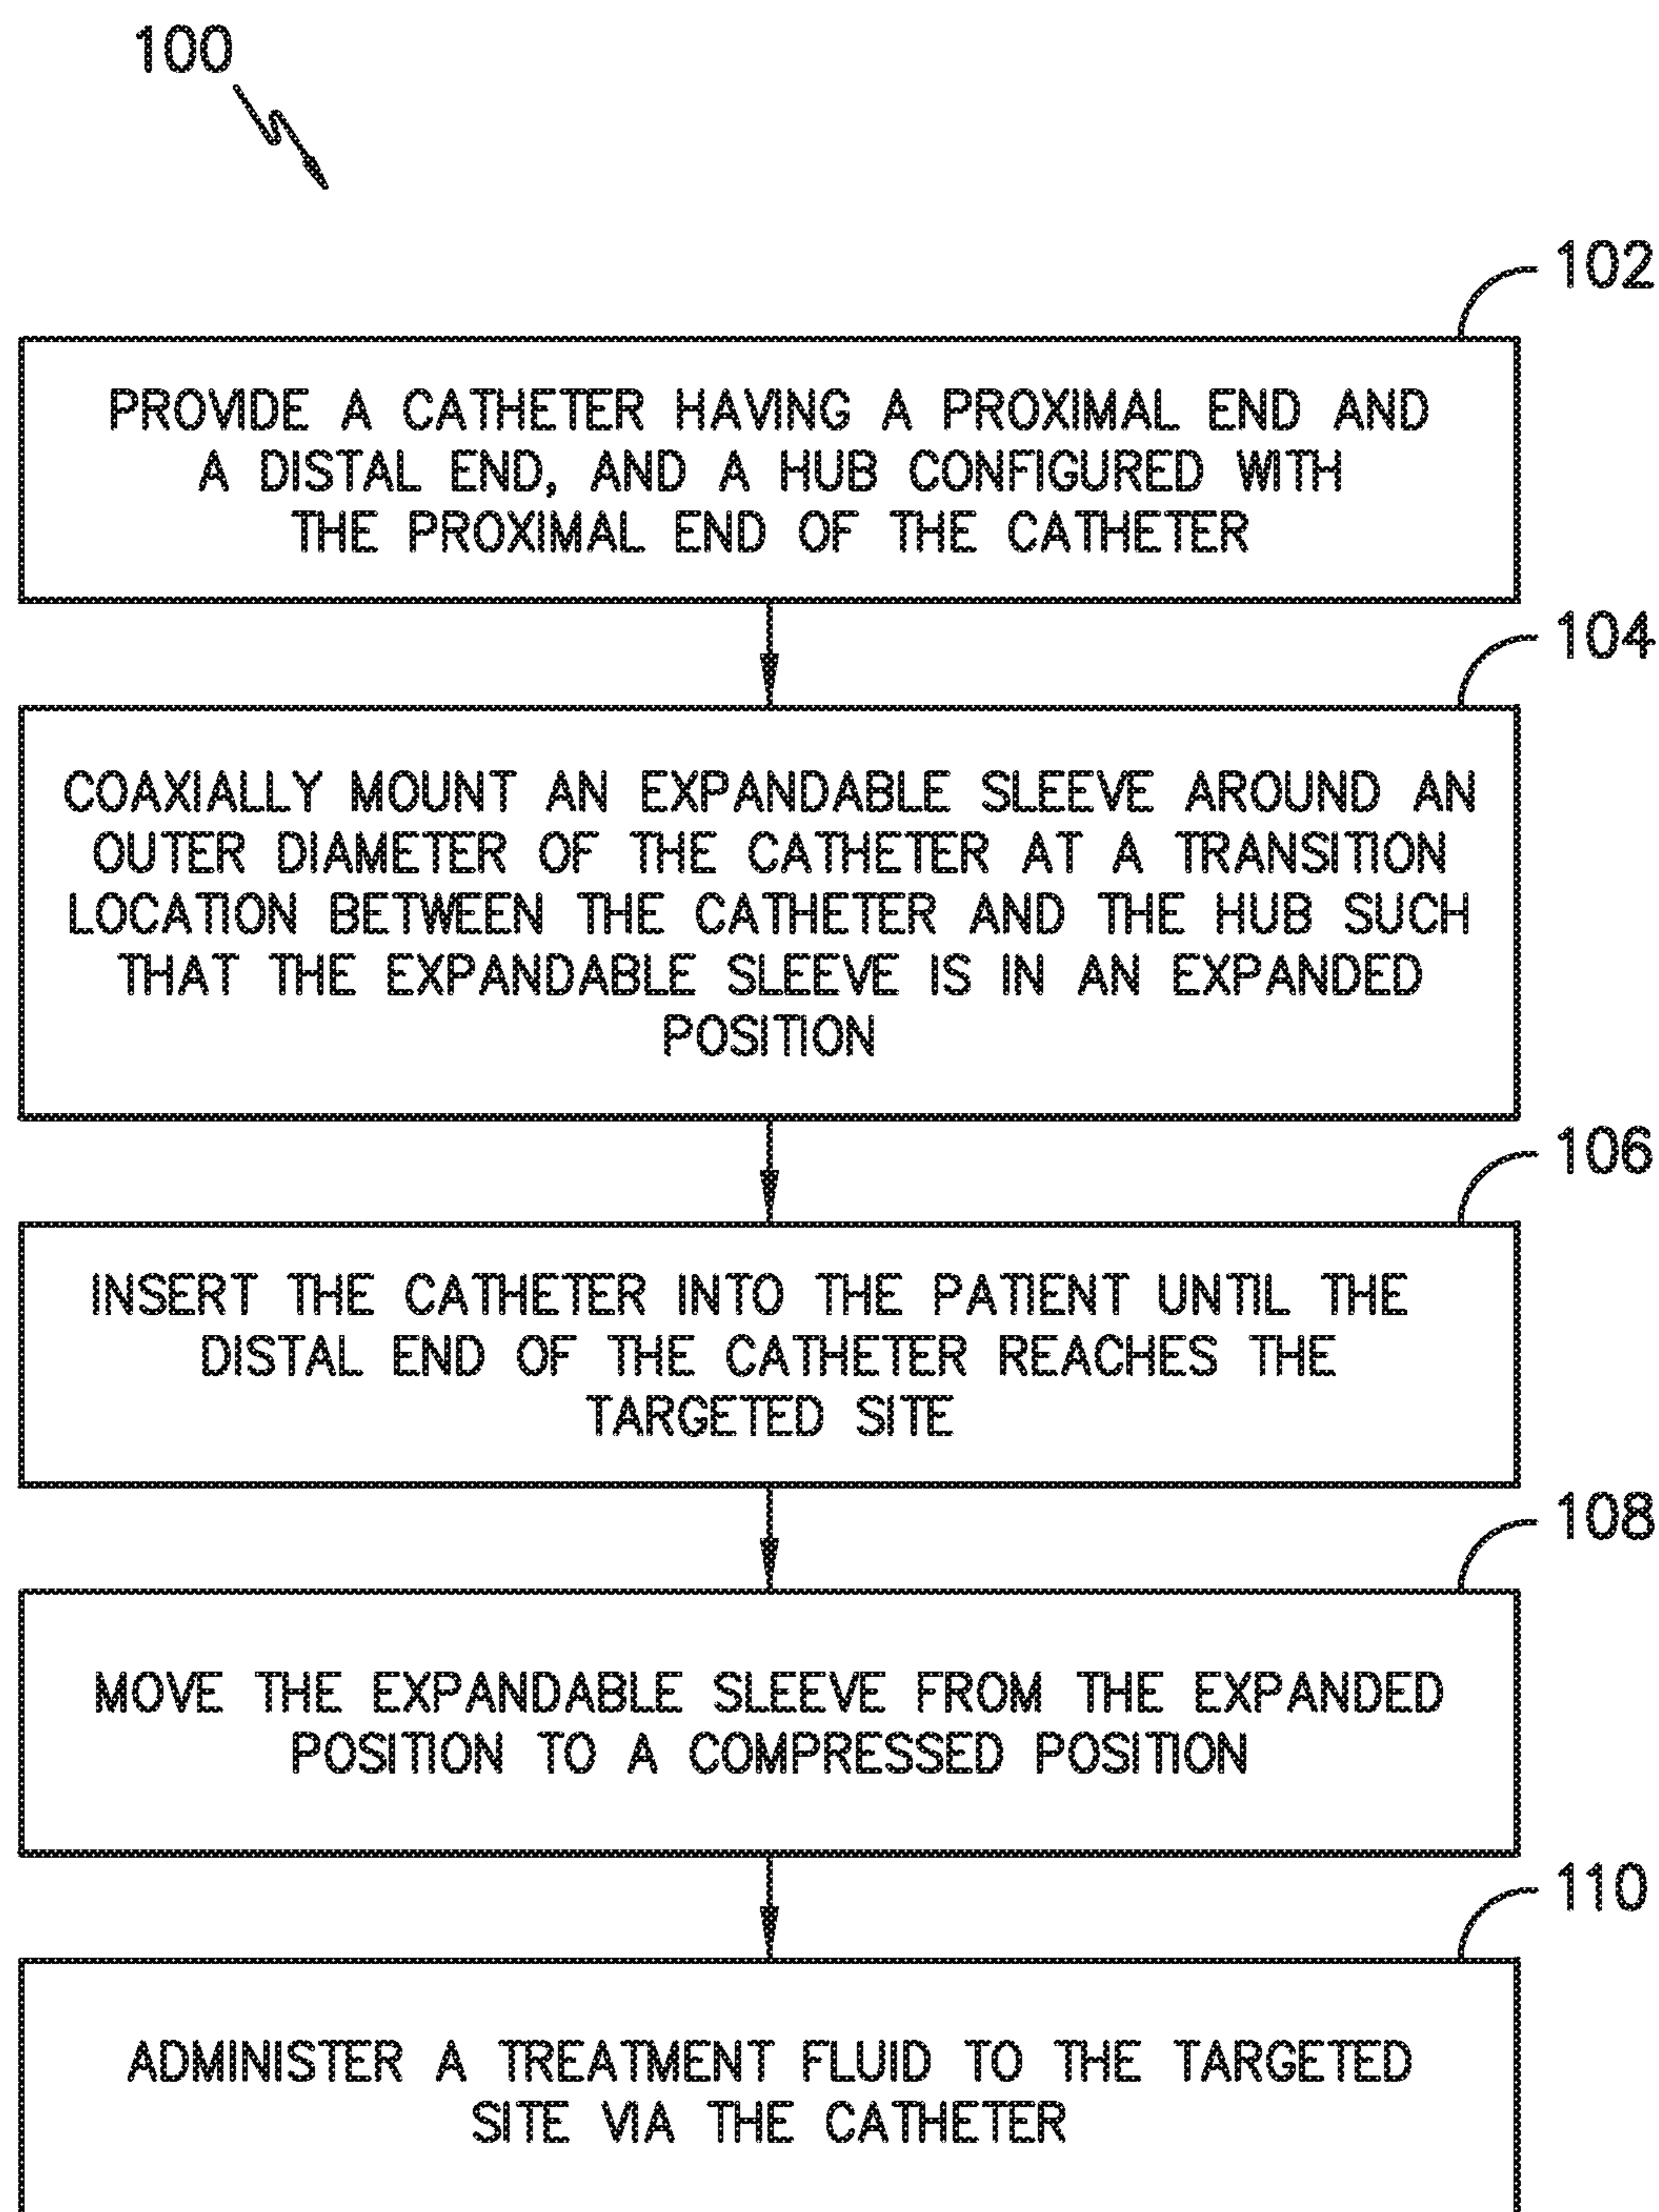 100
102
PROVIDE A CATHETER HAVING A PROXIMAL END AND
A DISTAL END, AND A HUB CONFIGURED WITH
THE PROXIMAL END OF THE CATHETER
104
COAXIALLY MOUNT AN EXPANDABLE SLEEVE AROUND AN
OUTER DIAMETER OF THE CATHETER AT A TRANSITION
LOCATION BETWEEN THE CATHETER AND THE HUB SUCH
THAT THE EXPANDABLE SLEEVE IS IN AN EXPANDED
POSITION
106
INSERT THE CATHETER INTO THE PATIENT UNTIL THE
DISTAL END OF THE CATHETER REACHES THE
TARGETED SITE
108
MOVE THE EXPANDABLE SLEEVE FROM THE EXPANDED
POSITION TO A COMPRESSED POSITION
110
ADMINISTER A TREATMENT FLUID TO THE TARGETED
SITE VIA THE CATHETER